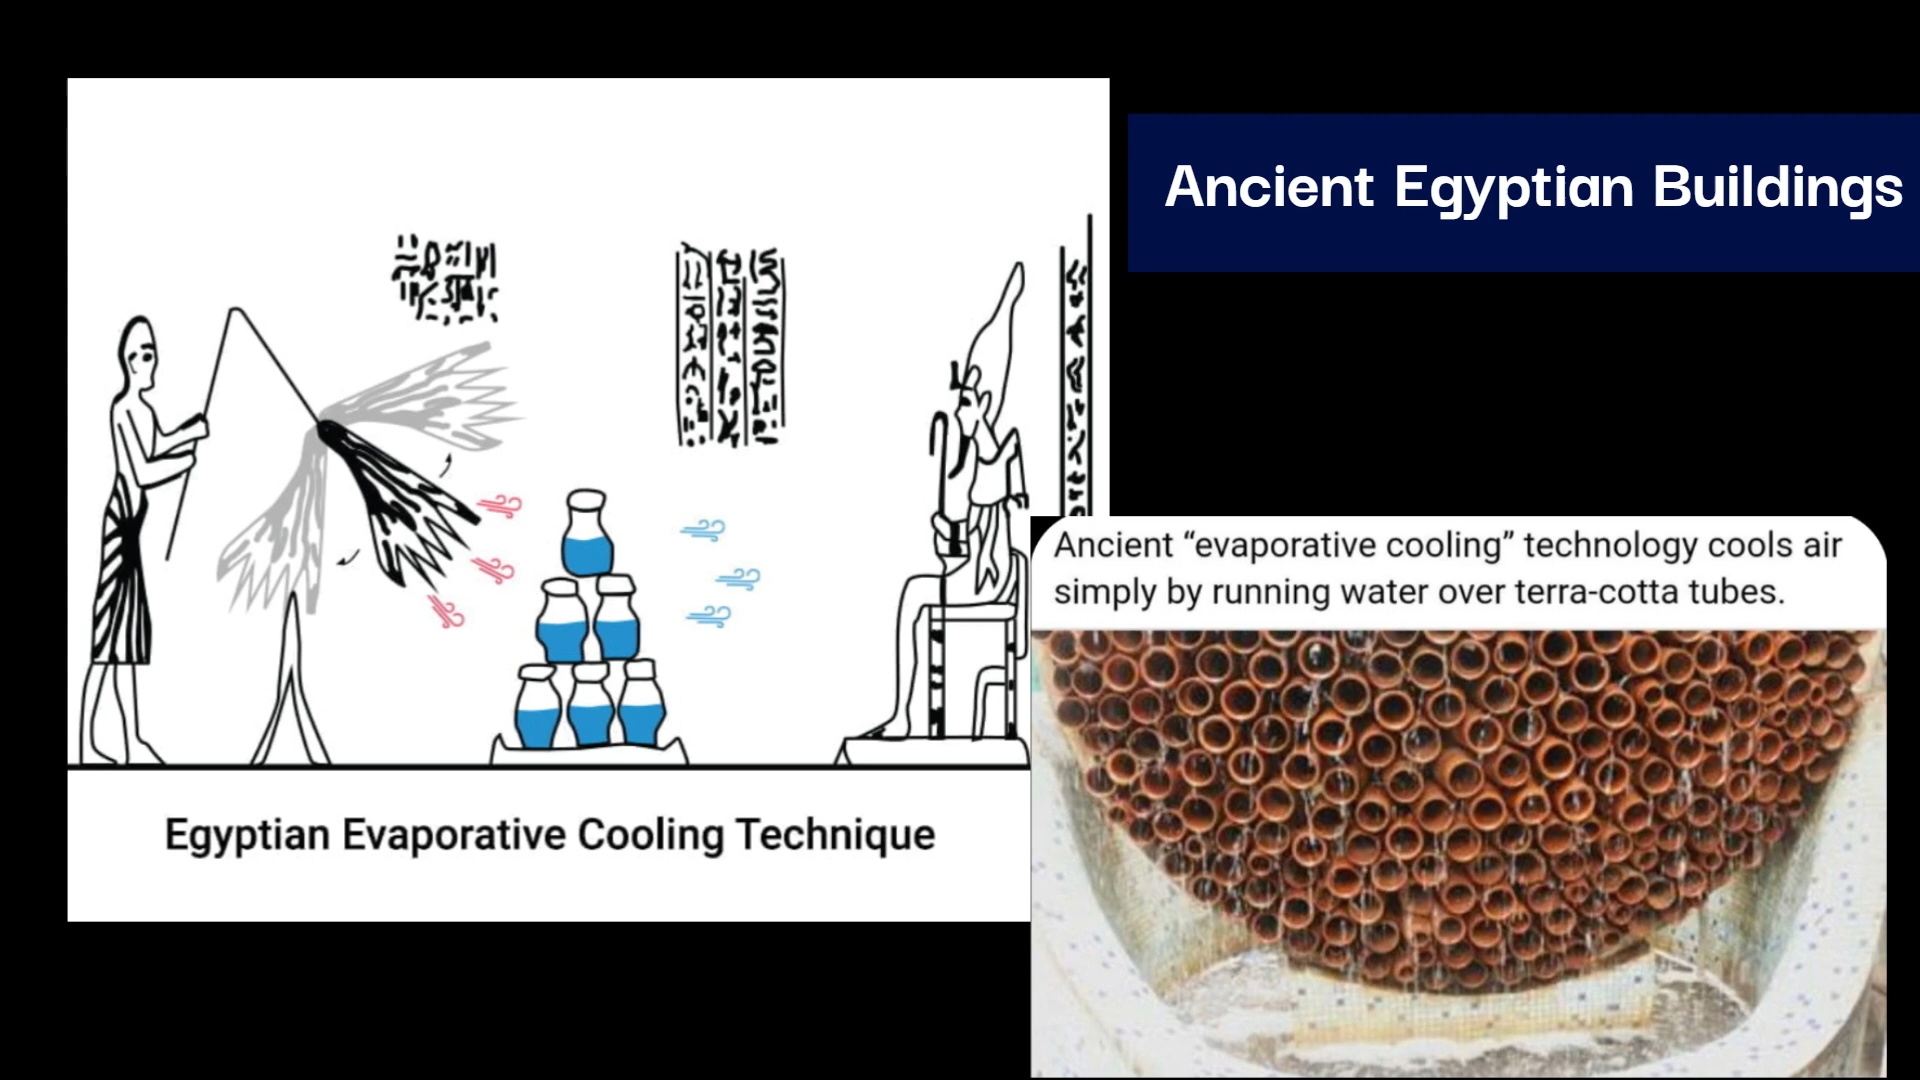 Ancient Egyptian Buildings
Egyptian Evaporative Cooling Technique
Ancient “evaporative cooling” technology cools air
simply by running water over terra-cotta tubes.